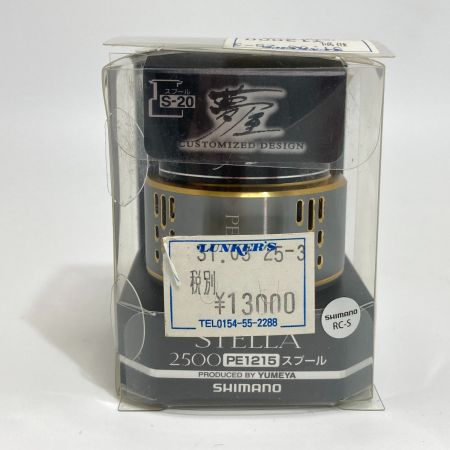 スプール
S-20
夢屋
CUSTOMIZED DESIGN
PE
LUNKER'S
31.03 25-3
税別
¥13000
TEL0154-55-2288
SHIMANO
RC-S
STELLA
2500 PE1215 スプール
PRODUCED BY YUMEYA
SHIMANO